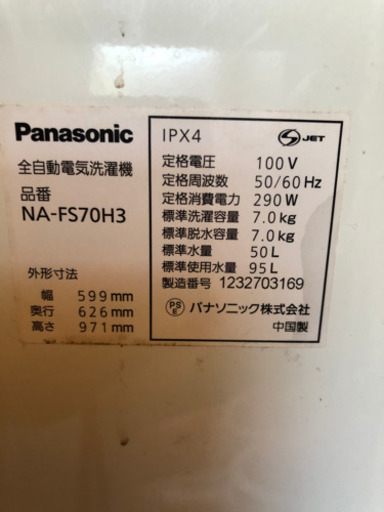 Panasonic
全自動電気洗濯機
品番
NA-FS70H3
外形寸法
幅 599mm
奥行 626mm
高さ 971mm
IPX4
S JET
定格電圧 100V
定格周波数 50/60Hz
定格消費電力 290W
標準洗濯容量 7.0kg
標準脱水容量 7.0kg
標準水量 50L
標準使用水量 95L
製造番号 1232703169
PSE パナソニック株式会社
中国製